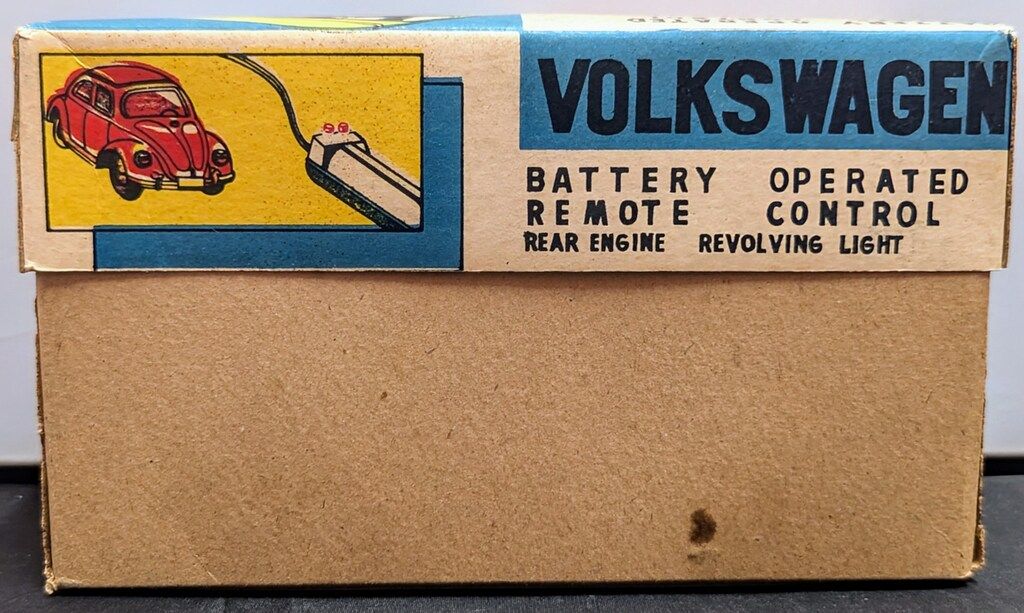 VOLKSWAGEN
BATTERY OPERATED
REMOTE CONTROL
REAR ENGINE REVOLVING LIGHT